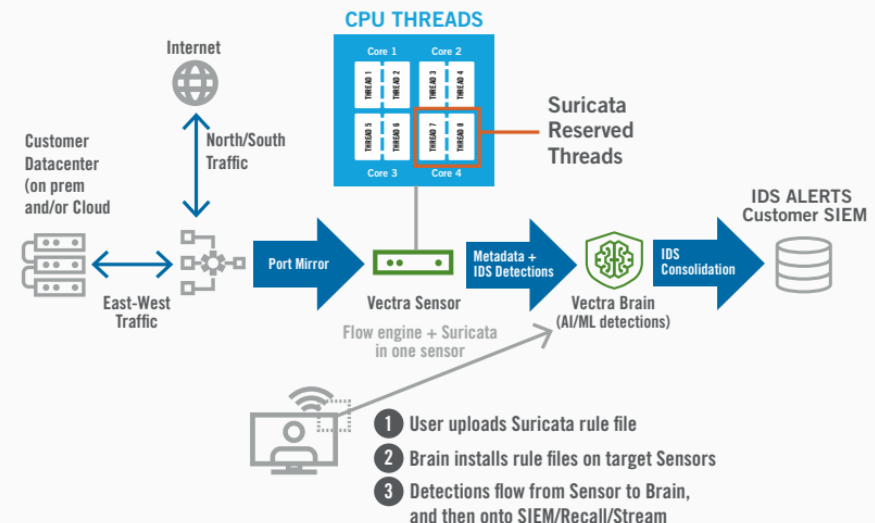 CPU THREADS
Core 1
Core 2
THREAD 1
THREAD 2
THREAD 3
THREAD 4
THREAD 5
THREAD 6
THREAD 7
THREAD 8
Core 3
Core 4
Suricata
Reserved
Threads
Internet
North/South
Traffic
Customer
Datacenter
(on prem
and/or Cloud
East-West
Traffic
Port Mirror
Vectra Sensor
Flow engine + Suricata
in one sensor
Metadata +
IDS Detections
Vectra Brain
(AI/ML detections)
IDS
Consolidation
IDS ALERTS
Customer SIEM
1 User uploads Suricata rule file
2 Brain installs rule files on target Sensors
3 Detections flow from Sensor to Brain,
and then onto SIEM/Recall/Stream